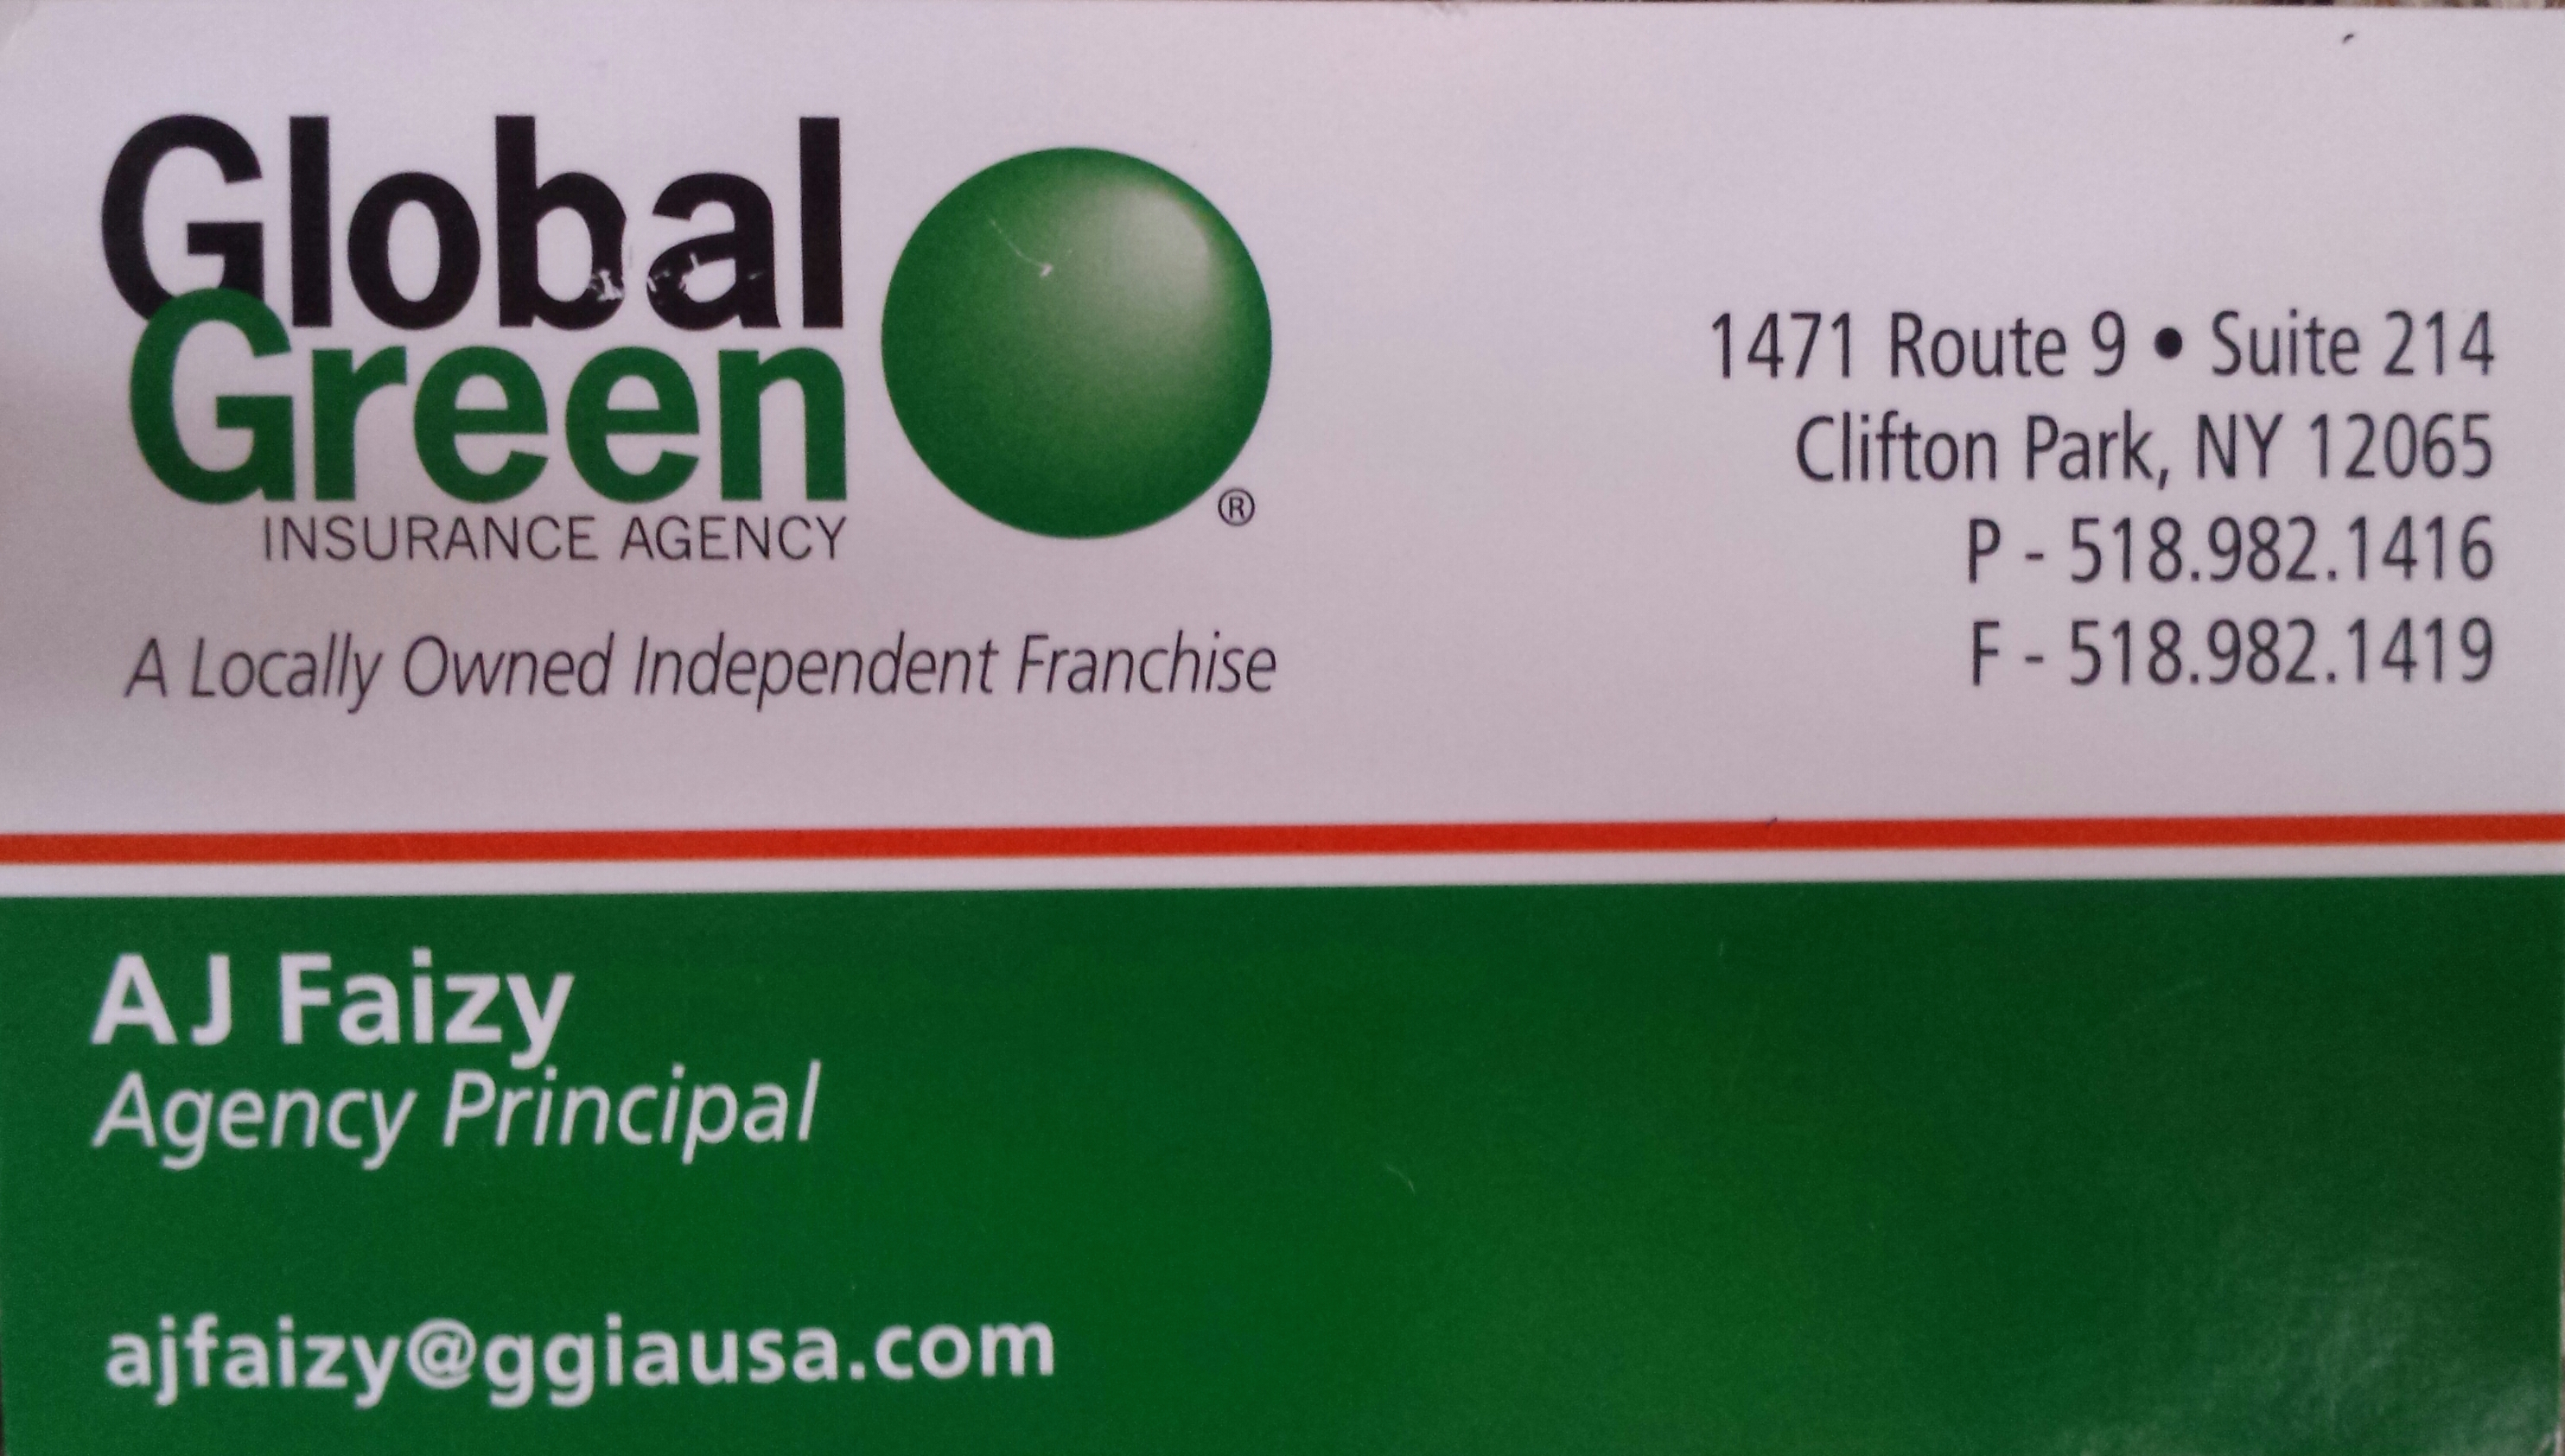 Global
Green
INSURANCE AGENCY
®
A Locally Owned Independent Franchise
1471 Route 9 • Suite 214
Clifton Park, NY 12065
P - 518.982.1416
F - 518.982.1419
AJ Faizy
Agency Principal
ajfaizy@ggiausa.com